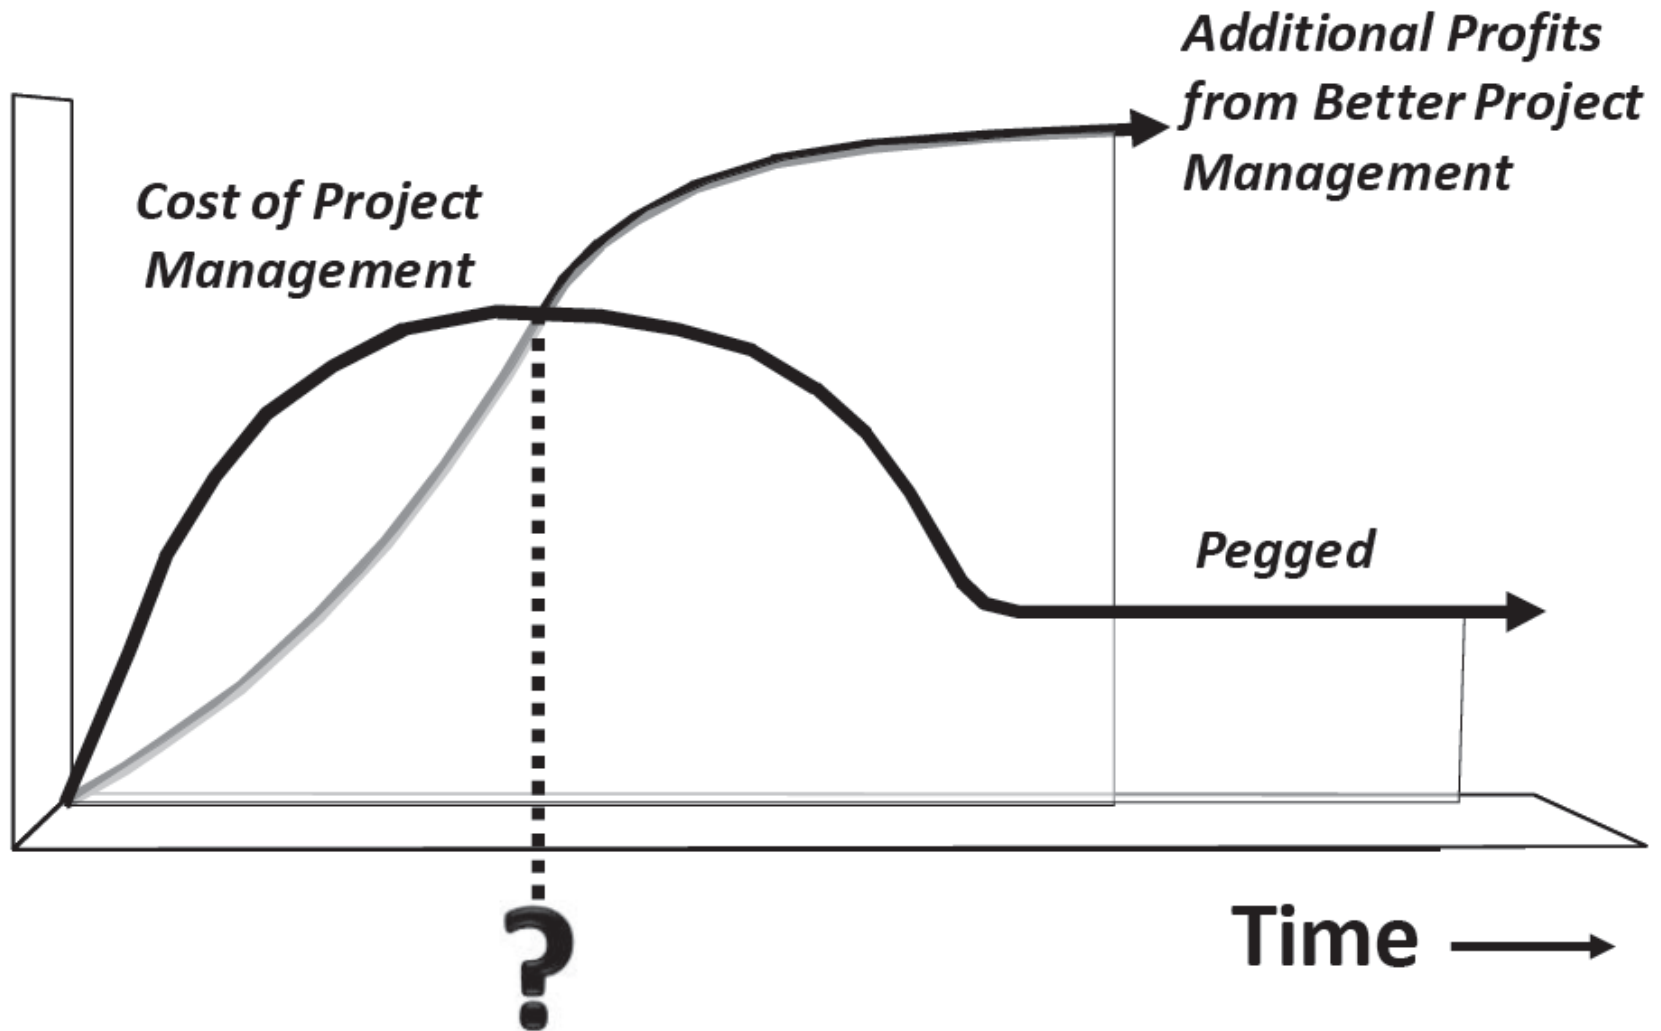 Additional Profits
from Better Project
Management
Cost of Project
Management
Pegged
?
Time